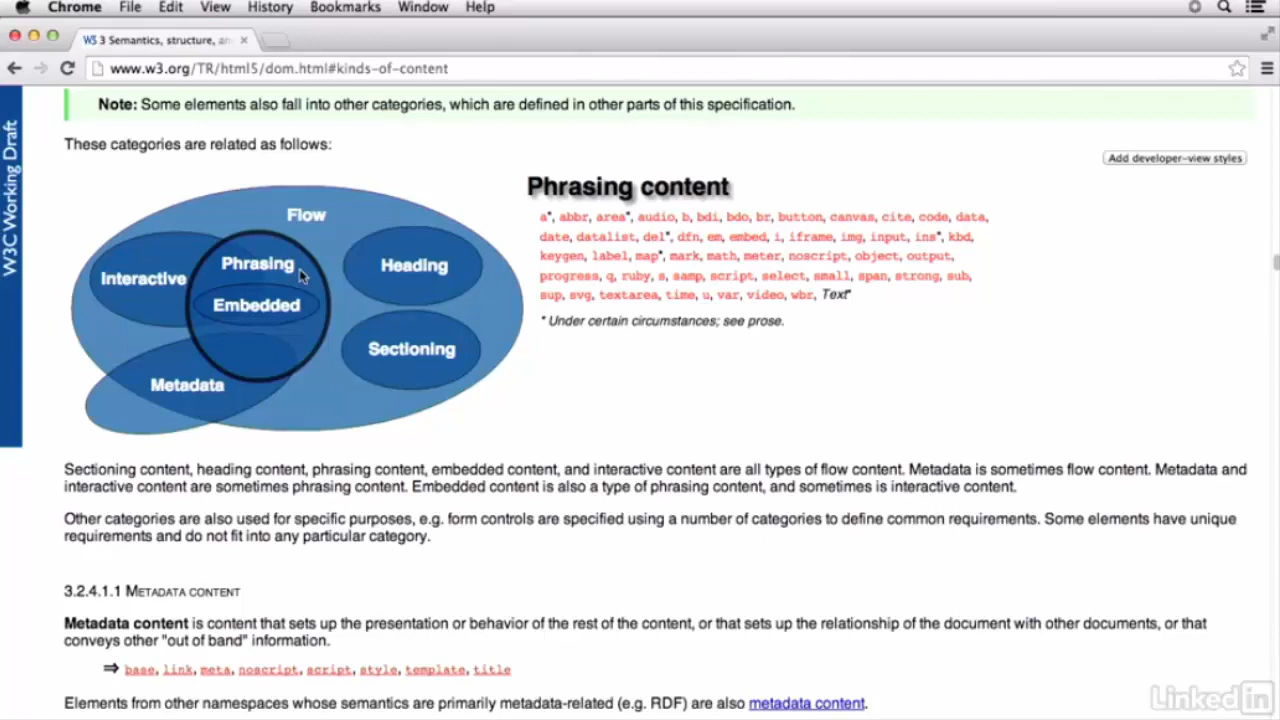 Chrome File Edit View History Bookmarks Window Help
W3 3 Semantics, structure, an
www.w3.org/TR/html5/dom.html#kinds-of-content
W3C Working Draft
Note: Some elements also fall into other categories, which are defined in other parts of this specification.
These categories are related as follows:
Add developer-view styles
Flow
Phrasing
Interactive
Embedded
Heading
Sectioning
Metadata
Phrasing content
a*, abbr, area*, audio, b, bdi, bdo, br, button, canvas, cite, code, data,
date, datalist, del*, dfn, em, embed, i, iframe, img, input, ins*, kbd,
keygen, label, map*, mark, math, meter, noscript, object, output,
progress, q, ruby, s, samp, script, select, small, span, strong, sub,
sup, svg, textarea, time, u, var, video, wbr, Text*
* Under certain circumstances; see prose.
Sectioning content, heading content, phrasing content, embedded content, and interactive content are all types of flow content. Metadata is sometimes flow content. Metadata and
interactive content are sometimes phrasing content. Embedded content is also a type of phrasing content, and sometimes is interactive content.
Other categories are also used for specific purposes, e.g. form controls are specified using a number of categories to define common requirements. Some elements have unique
requirements and do not fit into any particular category.
3.2.4.1.1 METADATA CONTENT
Metadata content is content that sets up the presentation or behavior of the rest of the content, or that sets up the relationship of the document with other documents, or that
conveys other "out of band" information.
⇒ base, link, meta, noscript, script, style, template, title
Elements from other namespaces whose semantics are primarily metadata-related (e.g. RDF) are also metadata content.
LinkedIn